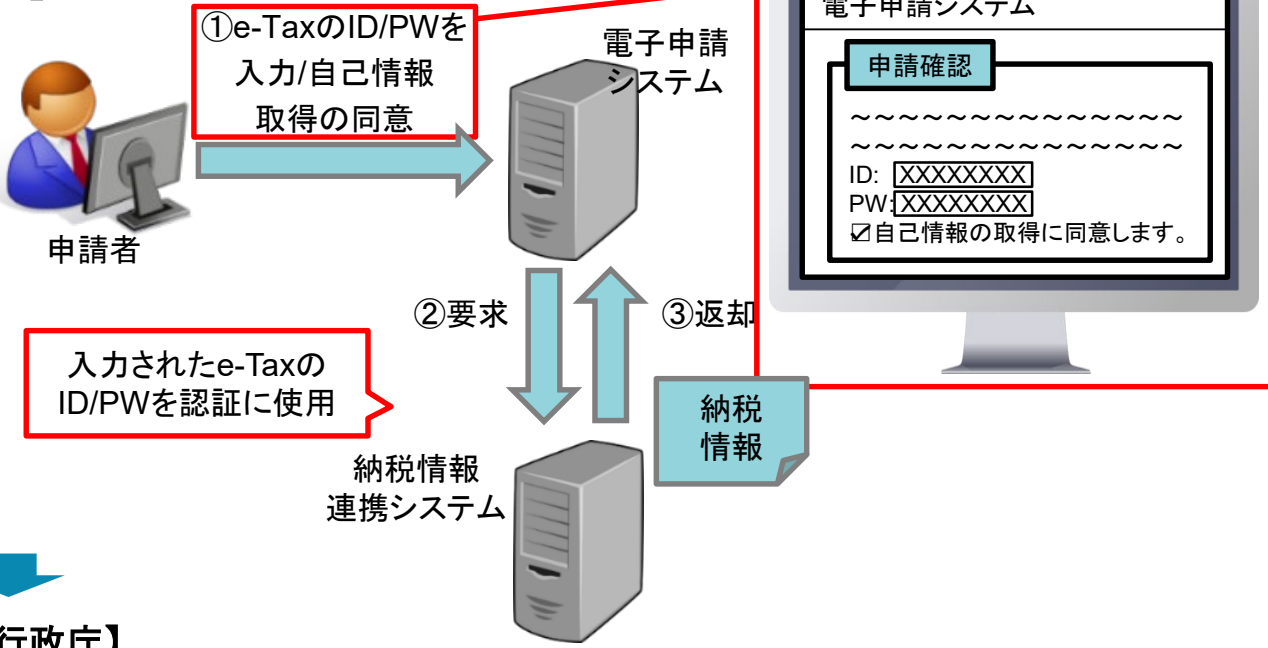 ①e-TaxのID/PWを
入力/自己情報
取得の同意
電子申請
システム
電子申請システム
申請確認
～～～～～～～～～～～～～～
～～～～～～～～～～～～～～
ID: XXXXXXXX
PW:XXXXXXXX
☑自己情報の取得に同意します。
申請者
②要求
③返却
入力されたe-Taxの
ID/PWを認証に使用
納税
情報
納税情報
連携システム
行政庁】